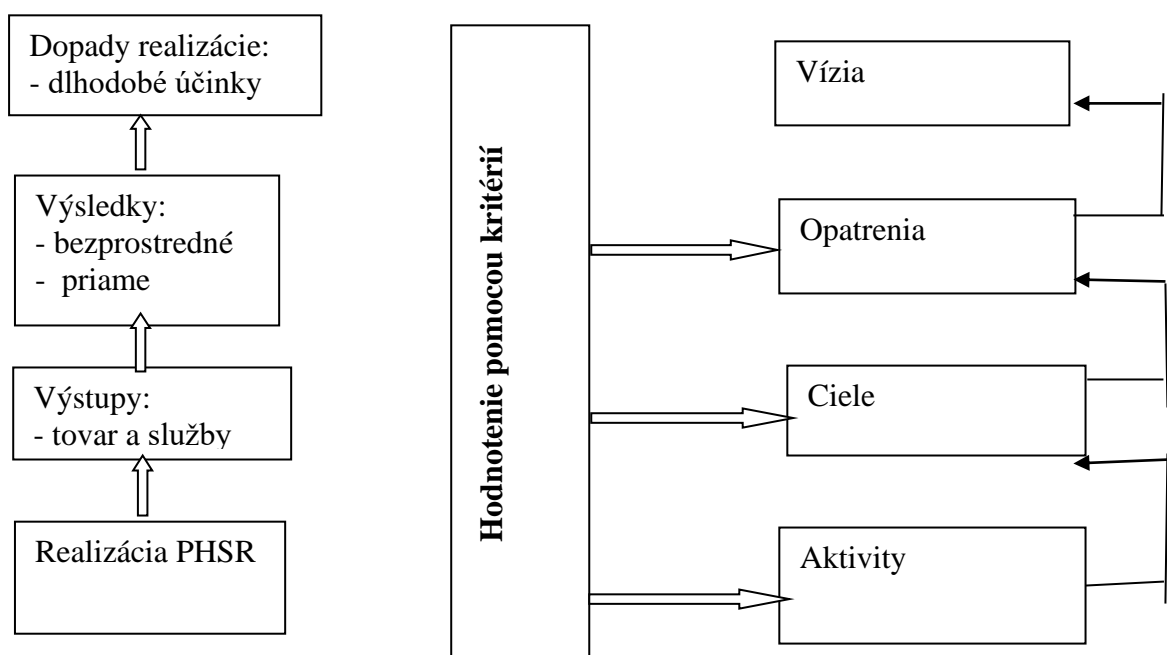 Dopady realizácie:
- dlhodobé účinky
Výsledky:
- bezprostredné
- priame
Výstupy:
- tovar a služby
Realizácia PHSR
Hodnotenie pomocou kritérií
Vízia
Opatrenia
Ciele
Aktivity